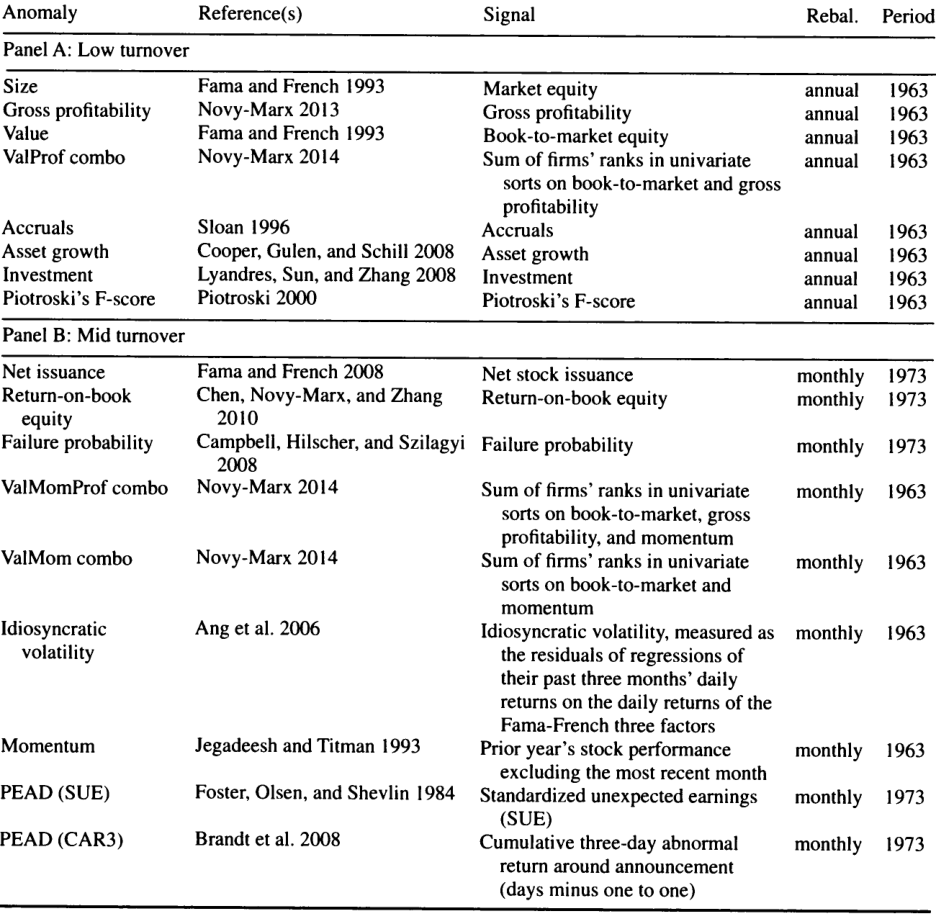 Anomaly Reference(s) Signal Rebal. Period
Panel A: Low turnover
Size Fama and French 1993 Market equity annual 1963
Gross profitability Novy-Marx 2013 Gross profitability annual 1963
Value Fama and French 1993 Book-to-market equity annual 1963
ValProf combo Novy-Marx 2014 Sum of firms' ranks in univariate annual 1963
sorts on book-to-market and gross
profitability
Accruals Sloan 1996 Accruals annual 1963
Asset growth Cooper, Gulen, and Schill 2008 Asset growth annual 1963
Investment Lyandres, Sun, and Zhang 2008 Investment annual 1963
Piotroski's F-score Piotroski 2000 Piotroski's F-score annual 1963
Panel B: Mid turnover
Net issuance Fama and French 2008 Net stock issuance monthly 1973
Return-on-book Chen, Novy-Marx, and Zhang Return-on-book equity monthly 1973
equity 2010
Failure probability Campbell, Hilscher, and Szilagyi Failure probability monthly 1973
2008
ValMomProf combo Novy-Marx 2014 Sum of firms' ranks in univariate monthly 1963
sorts on book-to-market, gross
profitability, and momentum
ValMom combo Novy-Marx 2014 Sum of firms' ranks in univariate monthly 1963
sorts on book-to-market and
momentum
Idiosyncratic Ang et al. 2006 Idiosyncratic volatility, measured as monthly 1963
volatility the residuals of regressions of
their past three months' daily
returns on the daily returns of the
Fama-French three factors
Momentum Jegadeesh and Titman 1993 Prior year's stock performance monthly 1963
excluding the most recent month
PEAD (SUE) Foster, Olsen, and Shevlin 1984 Standardized unexpected earnings monthly 1973
(SUE)
PEAD (CAR3) Brandt et al. 2008 Cumulative three-day abnormal monthly 1973
return around announcement
(days minus one to one)